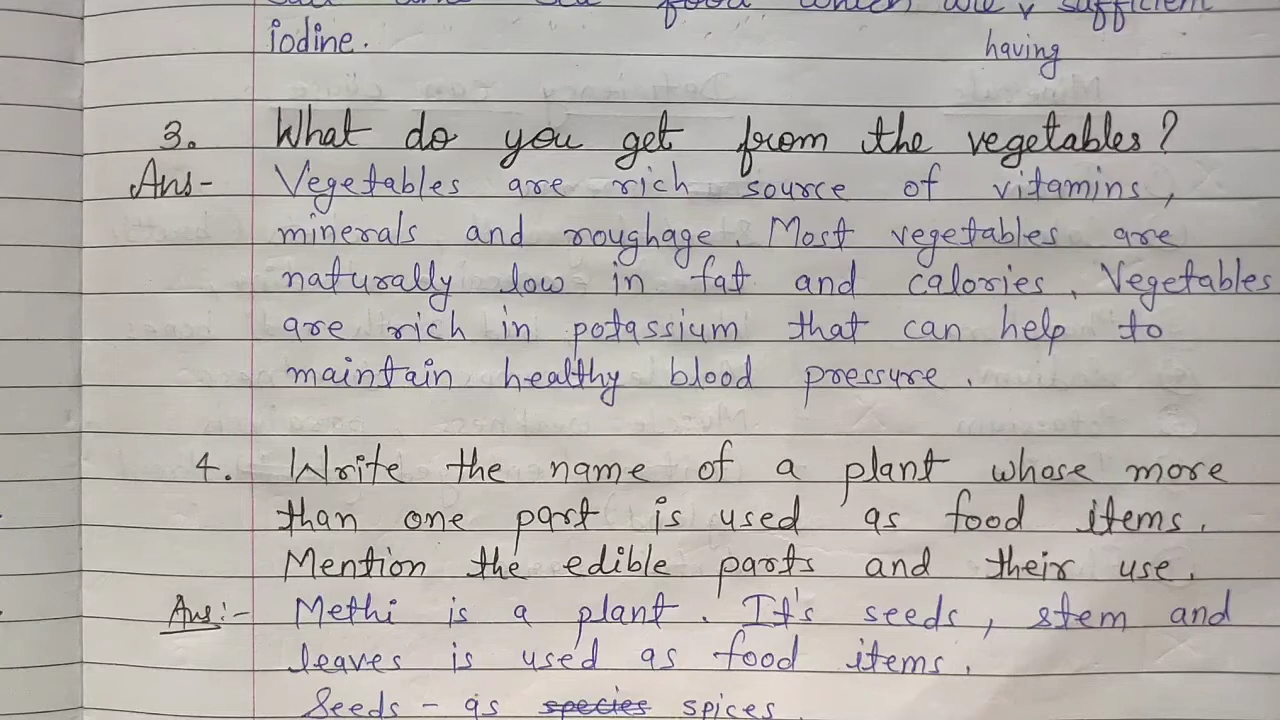 food which are v sufficient
iodine. having
3. What do you get from the vegetables?
Ans- Vegetables are rich source of vitamins,
minerals and roughage. Most vegetables are
naturally low in fat and calories. Vegetables
are rich in potassium that can help to
maintain healthy blood pressure.
4. Write the name of a plant whose more
than one part is used as food items.
Mention the edible parts and their use.
Ans:- Methi is a plant. It's seeds, stem and
leaves is used as food items.
Seeds - as species spices.